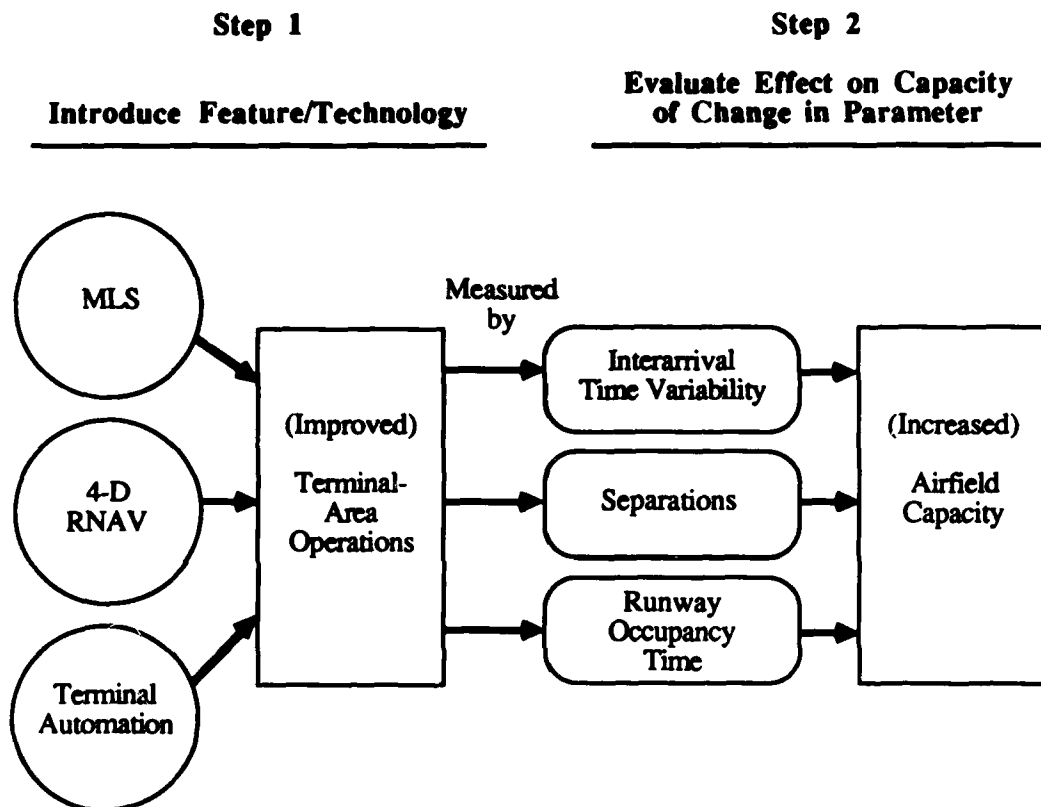 Step 1
Introduce Feature/Technology
Step 2
Evaluate Effect on Capacity
of Change in Parameter
MLS
4-D
RNAV
Terminal
Automation
(Improved)
Terminal-
Area
Operations
Measured
by
Interarrival
Time Variability
Separations
Runway
Occupancy
Time
(Increased)
Airfield
Capacity